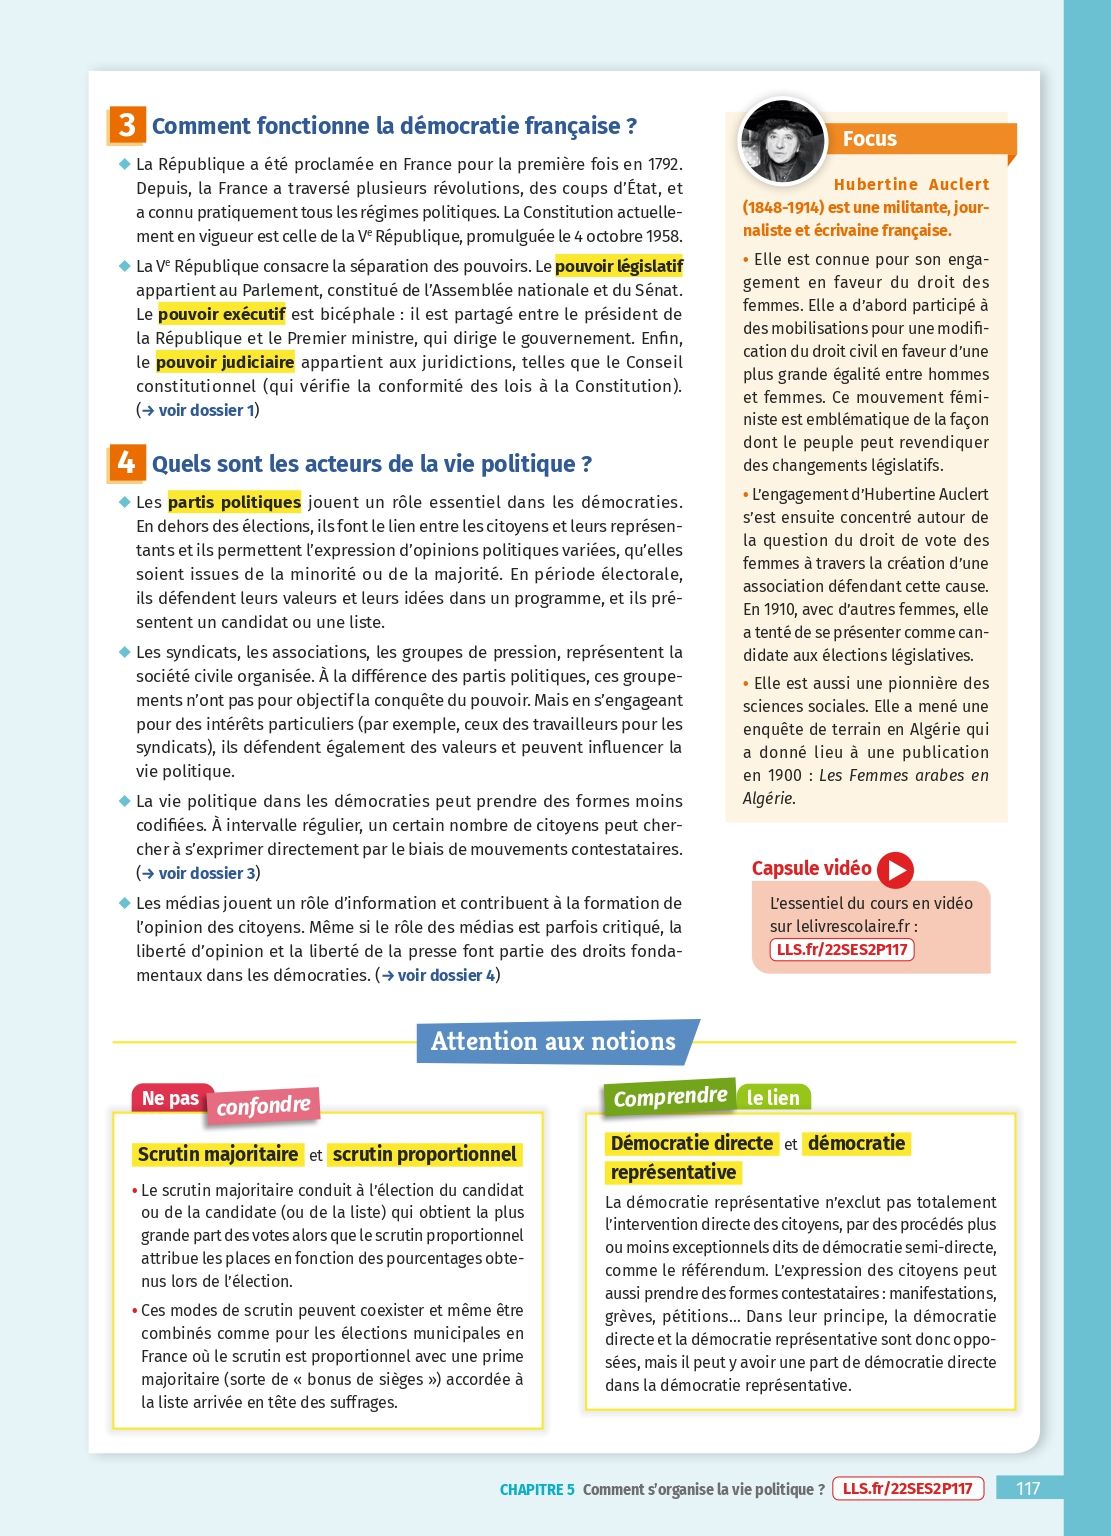 3 Comment fonctionne la démocratie française ?
◆ La République a été proclamée en France pour la première fois en 1792.
Depuis, la France a traversé plusieurs révolutions, des coups d’État, et
a connu pratiquement tous les régimes politiques. La Constitution actuelle-
ment en vigueur est celle de la Ve République, promulguée le 4 octobre 1958.
◆ La Ve République consacre la séparation des pouvoirs. Le pouvoir législatif
appartient au Parlement, constitué de l’Assemblée nationale et du Sénat.
Le pouvoir exécutif est bicéphale : il est partagé entre le président de
la République et le Premier ministre, qui dirige le gouvernement. Enfin,
le pouvoir judiciaire appartient aux juridictions, telles que le Conseil
constitutionnel (qui vérifie la conformité des lois à la Constitution).
(→ voir dossier 1)
4 Quels sont les acteurs de la vie politique ?
◆ Les partis politiques jouent un rôle essentiel dans les démocraties.
En dehors des élections, ils font le lien entre les citoyens et leurs représen-
tants et ils permettent l’expression d’opinions politiques variées, qu’elles
soient issues de la minorité ou de la majorité. En période électorale,
ils défendent leurs valeurs et leurs idées dans un programme, et ils pré-
sentent un candidat ou une liste.
◆ Les syndicats, les associations, les groupes de pression, représentent la
société civile organisée. À la différence des partis politiques, ces groupe-
ments n’ont pas pour objectif la conquête du pouvoir. Mais en s’engageant
pour des intérêts particuliers (par exemple, ceux des travailleurs pour les
syndicats), ils défendent également des valeurs et peuvent influencer la
vie politique.
◆ La vie politique dans les démocraties peut prendre des formes moins
codifiées. À intervalle régulier, un certain nombre de citoyens peut cher-
cher à s’exprimer directement par le biais de mouvements contestataires.
(→ voir dossier 3)
◆ Les médias jouent un rôle d’information et contribuent à la formation de
l’opinion des citoyens. Même si le rôle des médias est parfois critiqué, la
liberté d’opinion et la liberté de la presse font partie des droits fonda-
mentaux dans les démocraties. (→ voir dossier 4)
Focus
Hubertine Auclert
(1848-1914) est une militante, jour-
naliste et écrivaine française.
• Elle est connue pour son enga-
gement en faveur du droit des
femmes. Elle a d’abord participé à
des mobilisations pour une modifi-
cation du droit civil en faveur d’une
plus grande égalité entre hommes
et femmes. Ce mouvement fémi-
niste est emblématique de la façon
dont le peuple peut revendiquer
des changements législatifs.
• L’engagement d’Hubertine Auclert
s’est ensuite concentré autour de
la question du droit de vote des
femmes à travers la création d’une
association défendant cette cause.
En 1910, avec d’autres femmes, elle
a tenté de se présenter comme can-
didate aux élections législatives.
• Elle est aussi une pionnière des
sciences sociales. Elle a mené une
enquête de terrain en Algérie qui
a donné lieu à une publication
en 1900 : Les Femmes arabes en
Algérie.
Capsule vidéo
L’essentiel du cours en vidéo
sur lelivrescolaire.fr :
LLS.fr/22SES2P117
Attention aux notions
Ne pas confondre
Scrutin majoritaire et scrutin proportionnel
• Le scrutin majoritaire conduit à l’élection du candidat
ou de la candidate (ou de la liste) qui obtient la plus
grande part des votes alors que le scrutin proportionnel
attribue les places en fonction des pourcentages obte-
nus lors de l’élection.
• Ces modes de scrutin peuvent coexister et même être
combinés comme pour les élections municipales en
France où le scrutin est proportionnel avec une prime
majoritaire (sorte de « bonus de sièges ») accordée à
la liste arrivée en tête des suffrages.
Comprendre le lien
Démocratie directe et démocratie
représentative
La démocratie représentative n’exclut pas totalement
l’intervention directe des citoyens, par des procédés plus
ou moins exceptionnels dits de démocratie semi-directe,
comme le référendum. L’expression des citoyens peut
aussi prendre des formes contestataires : manifestations,
grèves, pétitions... Dans leur principe, la démocratie
directe et la démocratie représentative sont donc oppo-
sées, mais il peut y avoir une part de démocratie directe
dans la démocratie représentative.
CHAPITRE 5 Comment s’organise la vie politique ? LLS.fr/22SES2P117 117